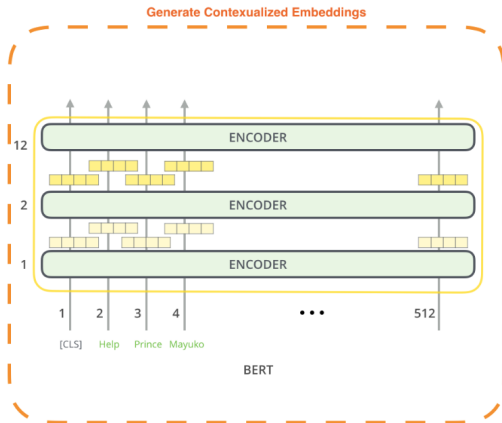 Generate Contexualized Embeddings
12 ENCODER
2 ENCODER
1 ENCODER
1 2 3 4 ••• 512
[CLS] Help Prince Mayuko
BERT